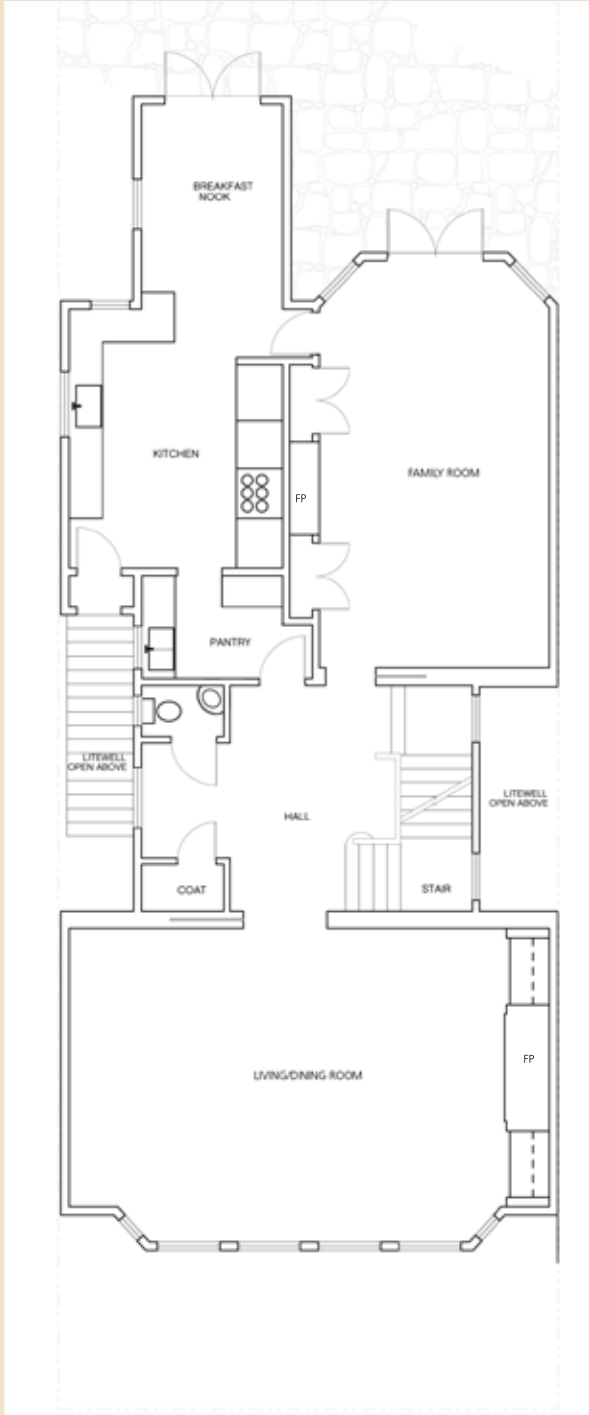 BREAKFAST
NOOK
KITCHEN
FAMILY ROOM
FP
PANTRY
LITEWELL
OPEN ABOVE
LITEWELL
OPEN ABOVE
HALL
COAT
STAIR
LIVING/DINING ROOM
FP